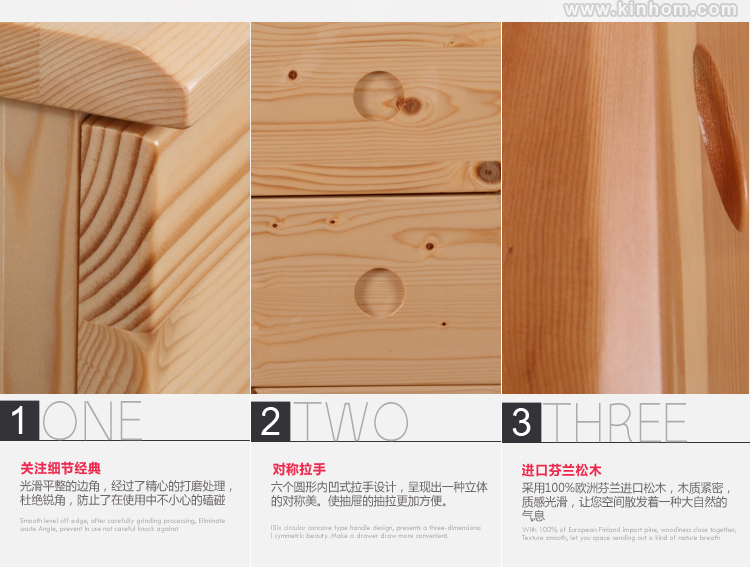 www.kinhom.com
1 ONE
关注细节经典
光滑平整的边角，经过了精心的打磨处理，
杜绝锐角，防止了在使用中不小心的磕碰
Smooth level off edge, after carefully grinding processing, Eliminate
acute Angle, prevent in use not careful knock against
2 TWO
对称拉手
六个圆形内凹式拉手设计，呈现出一种立体
的对称美。使抽屉的抽拉更加方便。
!Six circular concave type handle design, presents a three-dimensiona
l symmetric beauty. Make a drawer draw more convenient.
3 THREE
进口芬兰松木
采用100%欧洲芬兰进口松木，木质紧密，
质感光滑，让您空间散发着一种大自然的
气息
With 100% of European Finland import pine, woodiness close together,
Texture smooth, let you space sending out a kind of nature breath